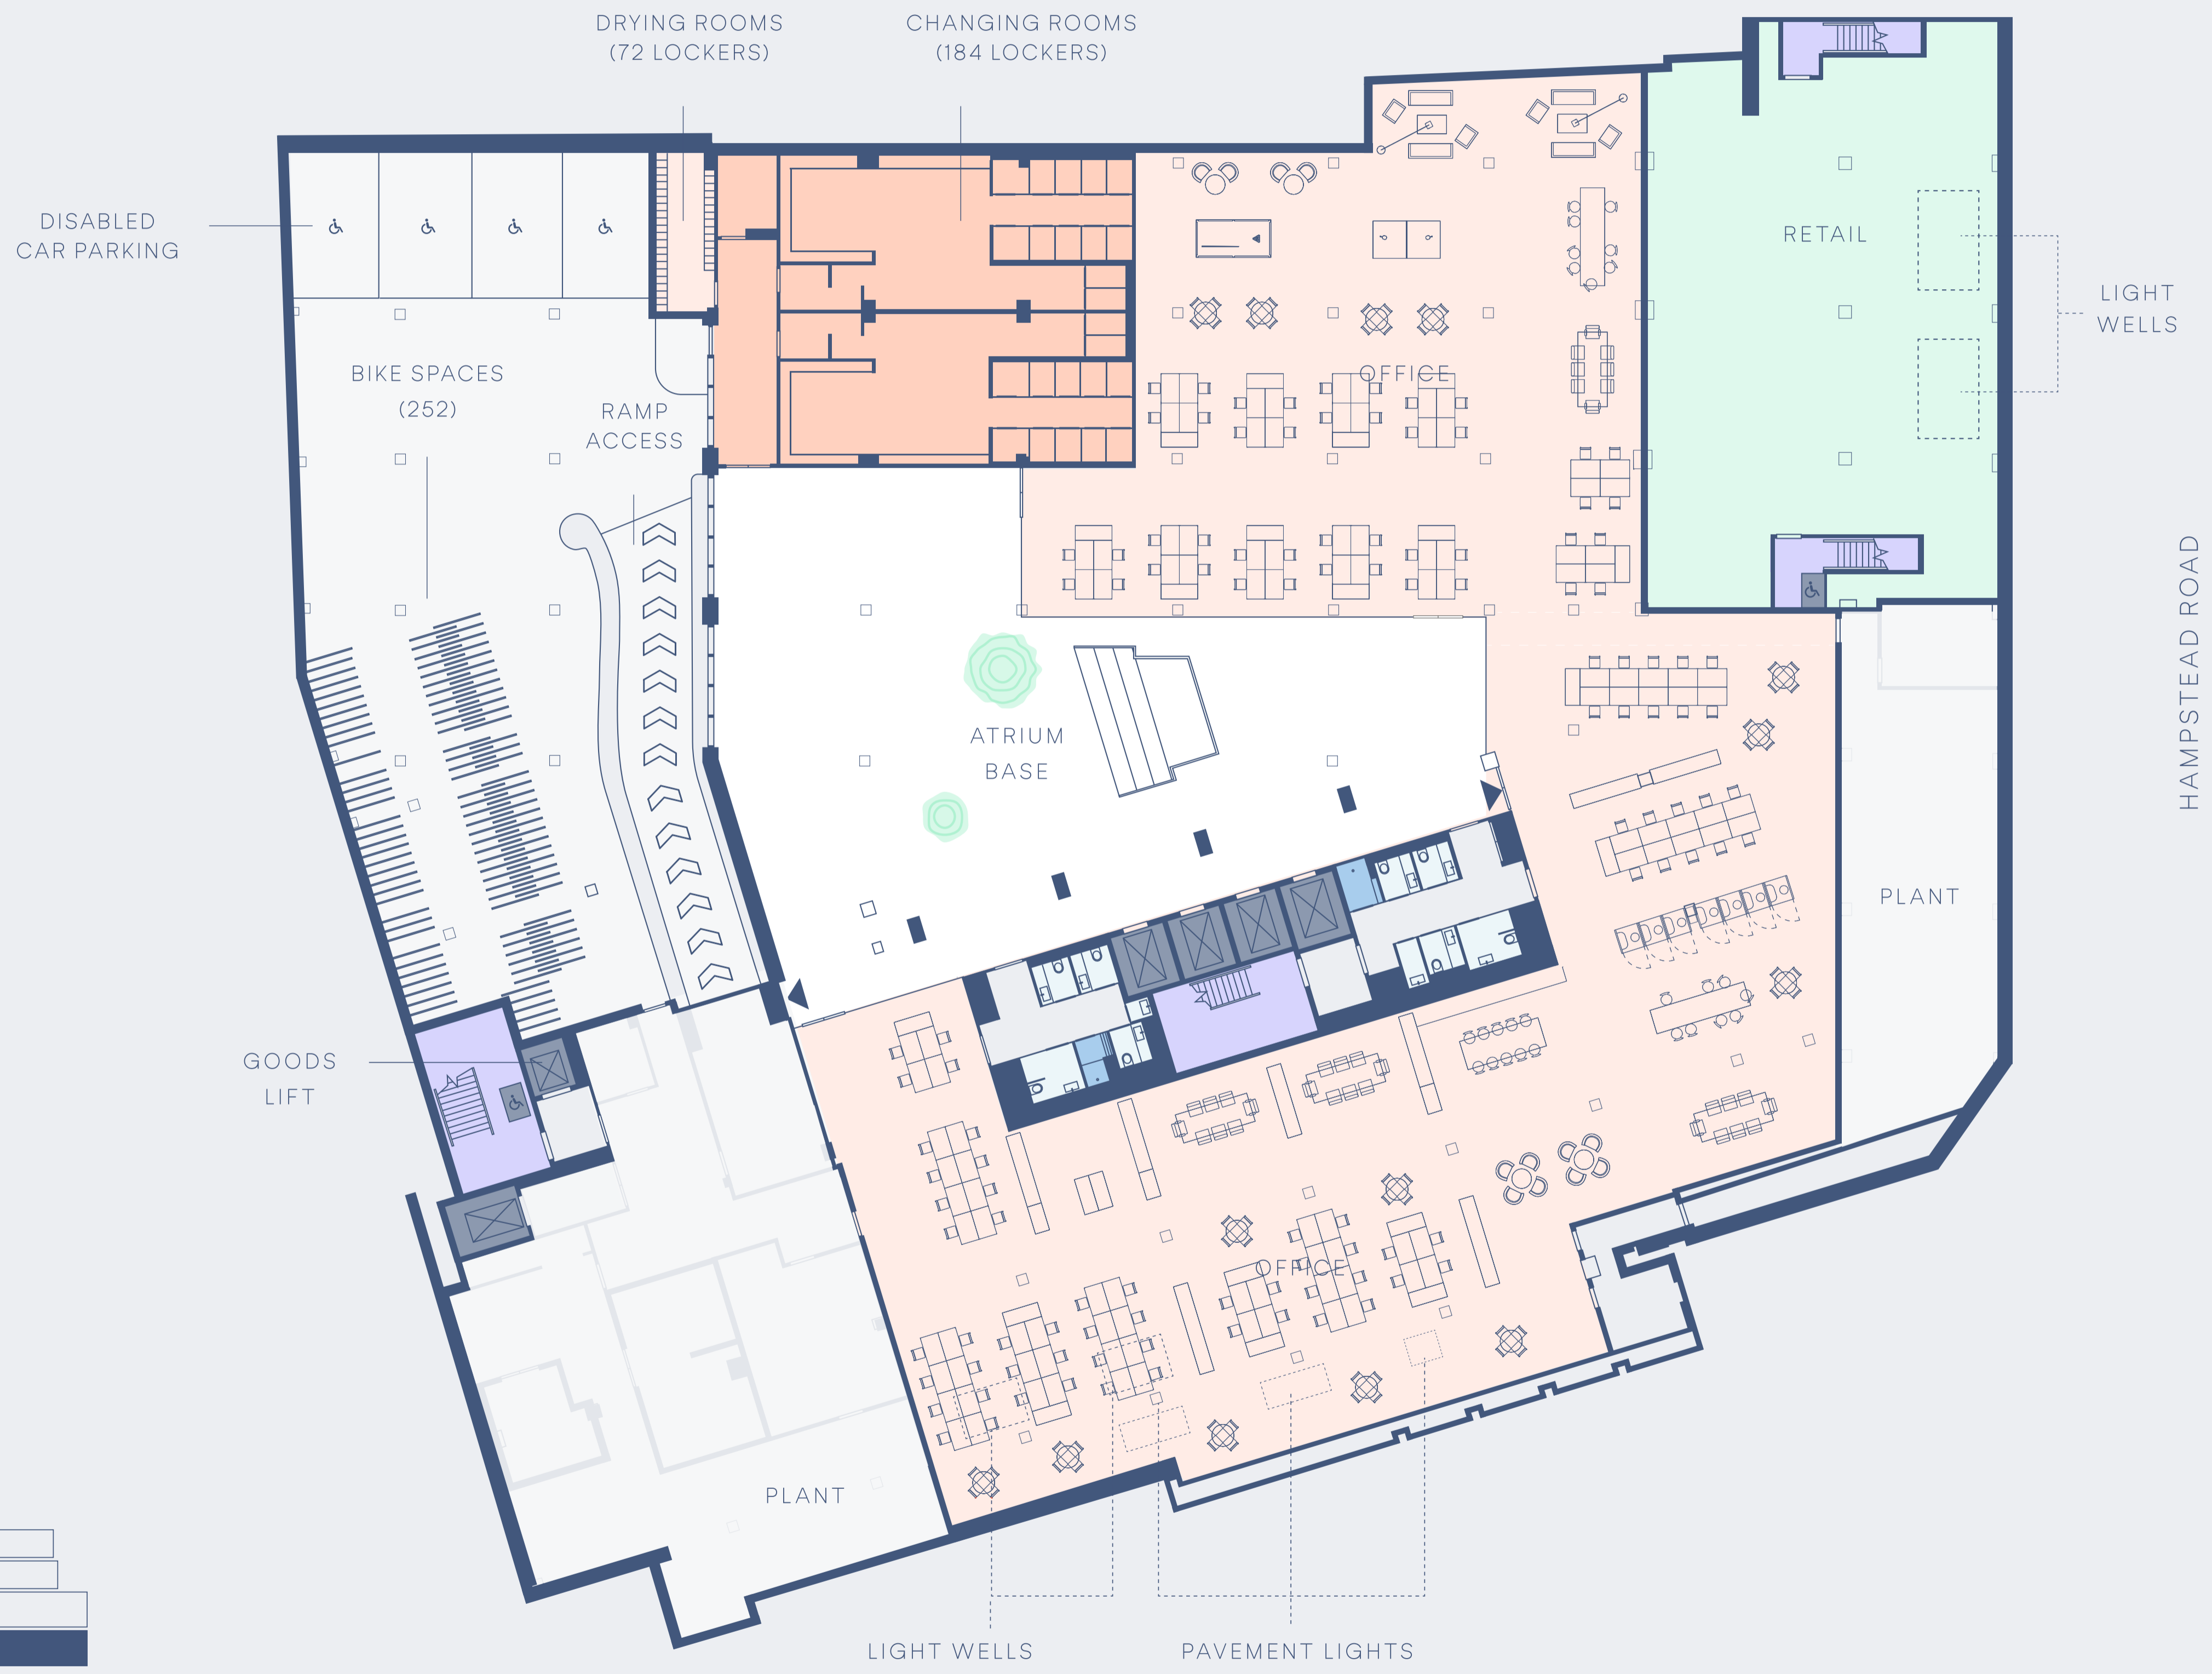 DRYING ROOMS
(72 LOCKERS)
CHANGING ROOMS
(184 LOCKERS)
DISABLED
CAR PARKING
RETAIL
LIGHT
WELLS
BIKE SPACES
(252)
RAMP
ACCESS
OFFICE
HAMPSTEAD ROAD
ATRIUM
BASE
PLANT
GOODS
LIFT
OFFICE
PLANT
LIGHT WELLS
PAVEMENT LIGHTS